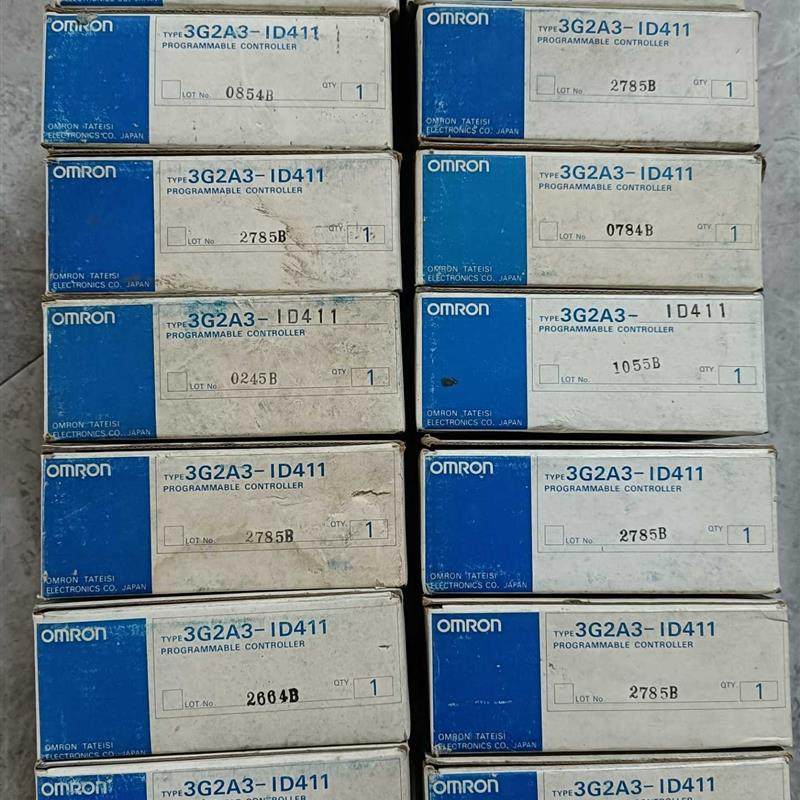 ELECTRONICS CO. JAPAN
OMRON
TYPE 3G2A3-ID411
PROGRAMMABLE CONTROLLER
LOT No. 0854B
QTY 1
OMRON TATEISI
ELECTRONICS CO. JAPAN
OMRON
TYPE 3G2A3-ID411
PROGRAMMABLE CONTROLLER
LOT No. 2785B
QTY 1
OMRON TATEISI
ELECTRONICS CO. JAPAN
OMRON
TYPE 3G2A3-ID411
PROGRAMMABLE CONTROLLER
LOT No 2785B
QTY. 1
OMRON TATEISI
ELECTRONICS CO. JAPAN
OMRON
TYPE 3G2A3-ID411
PROGRAMMABLE CONTROLLER
LOT No. 0784B
QTY 1
OMRON TATEISI
ELECTRONICS CO. JAPAN
OMRON
TYPE 3G2A3-ID411
PROGRAMMABLE CONTROLLER
LOT No. 0245B
QTY 1
OMRON TATEISI
ELECTRONICS CO. JAPAN
OMRON
TYPE 3G2A3- ID411
PROGRAMMABLE CONTROLLER
LOT No. 1055B
QTY 1
OMRON TATEISI
ELECTRONICS CO. JAPAN
OMRON
TYPE 3G2A3-ID411
PROGRAMMABLE CONTROLLER
LOT No. 2785B
QTY. 1
OMRON TATEISI
ELECTRONICS CO. JAPAN
OMRON
TYPE 3G2A3-ID411
PROGRAMMABLE CONTROLLER
LOT No. 2785B
QTY 1
OMRON TATEISI
ELECTRONICS CO. JAPAN
OMRON
TYPE 3G2A3-ID411
PROGRAMMABLE CONTROLLER
LOT No. 2664B
QTY 1
OMRON TATEISI
ELECTRONICS CO. JAPAN
OMRON
TYPE 3G2A3-ID411
PROGRAMMABLE CONTROLLER
LOT No. 2785B
QTY. 1
OMRON TATEISI
ELECTRONICS CO. JAPAN
OMRON
TYPE 3G2A3-ID411
CONTROLLER
OMRON
TYPE 3G2A3-ID411
PROGRAMMABLE CONTROLLER